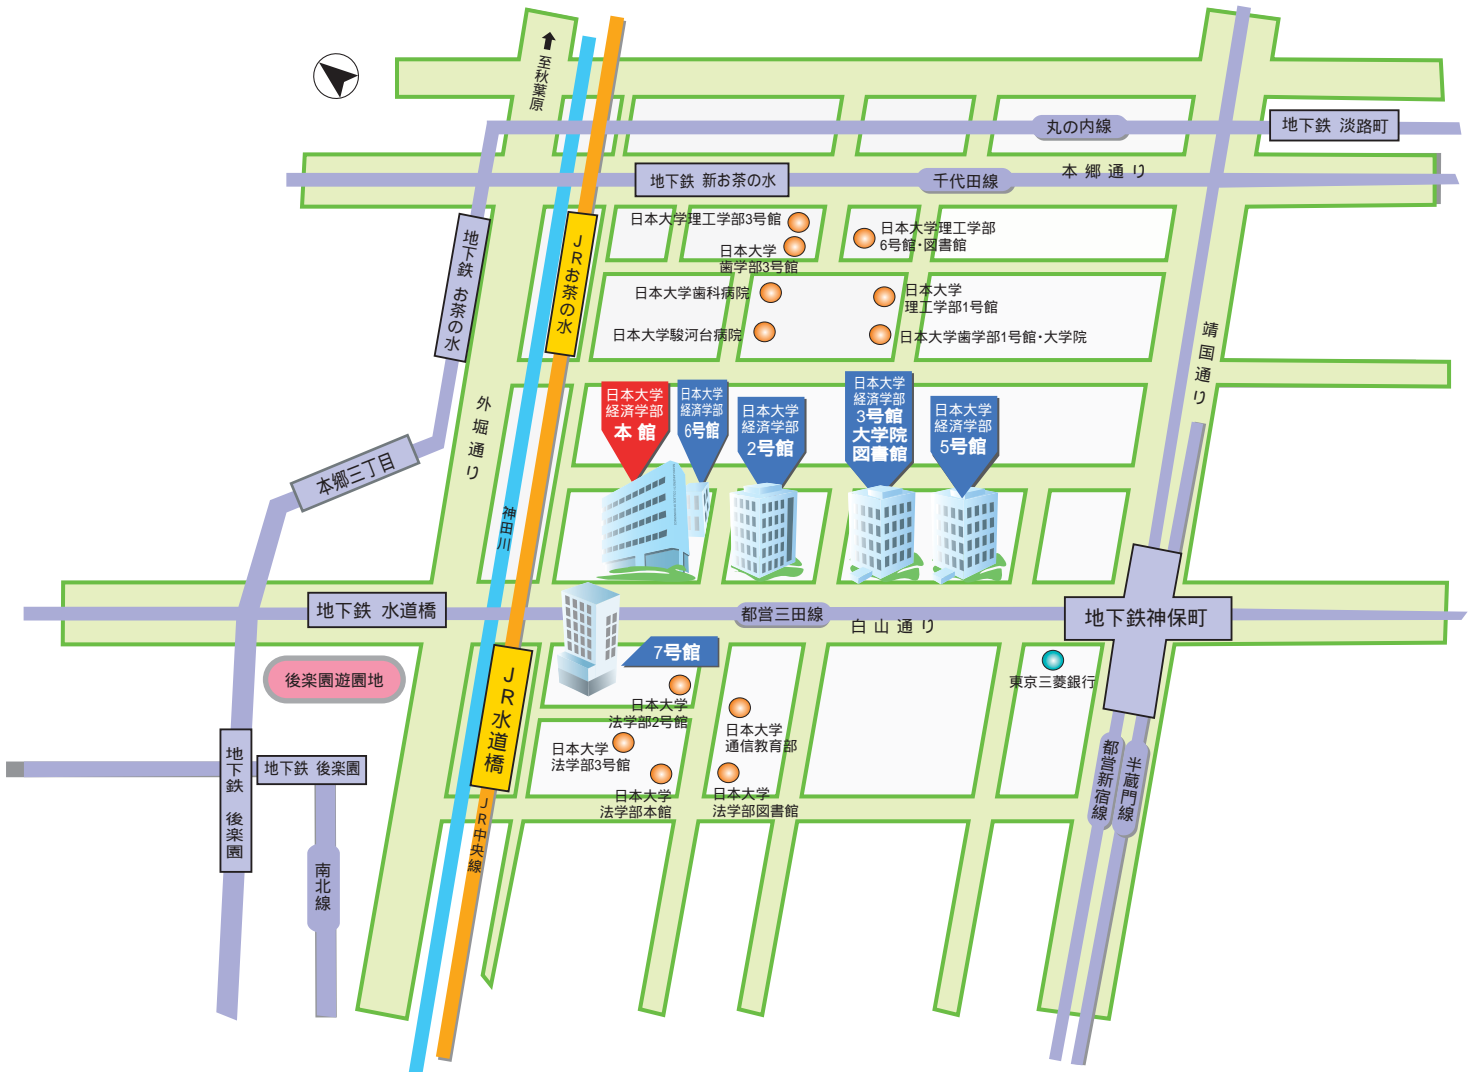 至秋葉原
丸の内線
地下鉄 淡路町
地下鉄 新お茶の水
千代田線
本郷通り
日本大学理工学部3号館
日本大学
歯学部3号館
日本大学理工学部
6号館・図書館
地下鉄 お茶の水
JRお茶の水
日本大学歯科病院
日本大学
理工学部1号館
日本大学駿河台病院
日本大学歯学部1号館・大学院
靖国通り
外堀通り
日本大学
経済学部
本館
日本大学
経済学部
6号館
日本大学
経済学部
2号館
日本大学
経済学部
3号館
大学院
図書館
日本大学
経済学部
5号館
本郷三丁目
神田川
地下鉄 水道橋
都営三田線
白山通り
地下鉄神保町
7号館
後楽園遊園地
東京三菱銀行
JR水道橋
日本大学
法学部2号館
日本大学
通信教育部
日本大学
法学部3号館
日本大学
法学部本館
日本大学
法学部図書館
地下鉄 後楽園
地下鉄 後楽園
都営新宿線
半蔵門線
JR中央線
南北線